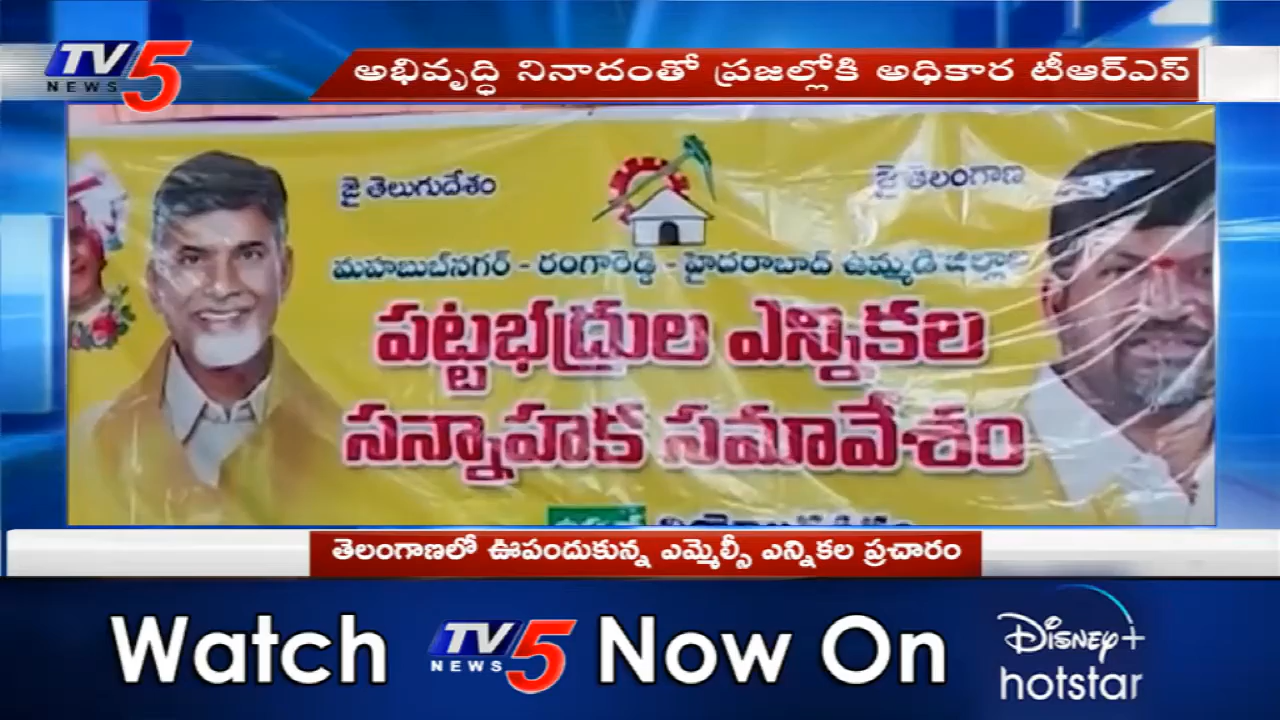 TV5 NEWS
అభివృద్ధి నినాదంతో ప్రజల్లోకి అధికార టీఆర్ఎస్
జై తెలుగుదేశం
జై తెలంగాణ
మహబుబ్‌నగర్ - రంగారెడ్డి - హైదరాబాద్ ఉమ్మడి జిల్లాల
పట్టభద్రుల ఎన్నికల
సన్నాహక సమావేశం
తెలంగాణలో ఊపందుకున్న ఎమ్మెల్సీ ఎన్నికల ప్రచారం
Watch TV5 NEWS Now On Disney+ hotstar